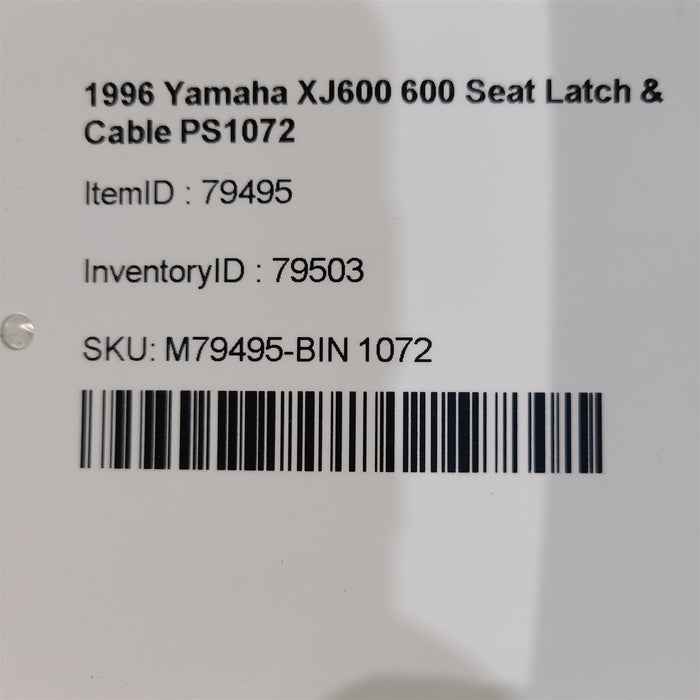 1996 Yamaha XJ600 600 Seat Latch &
Cable PS1072
ItemID : 79495
InventoryID : 79503
SKU: M79495-BIN 1072